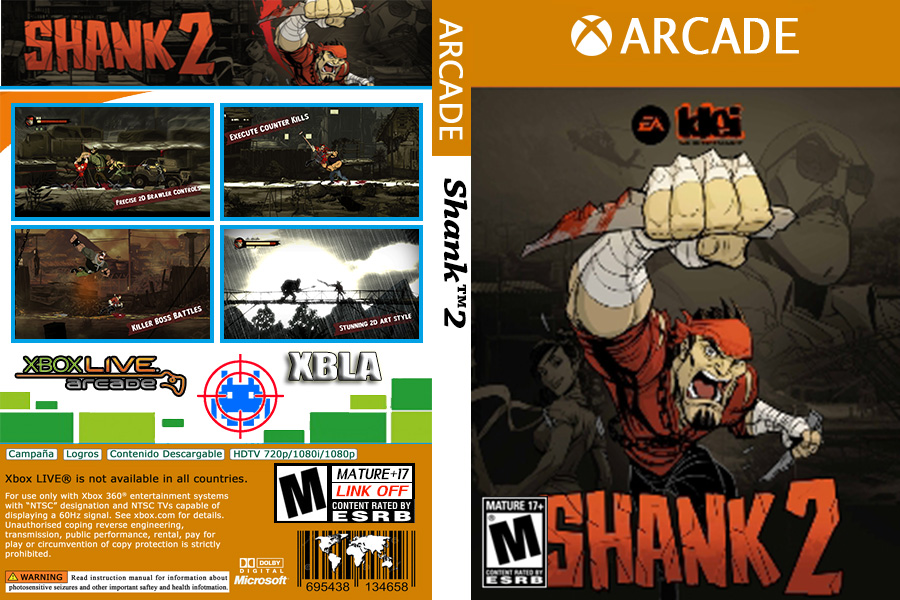 SHANK 2
PRECISE 2D BRAWLER CONTROLS
EXECUTE COUNTER KILLS
KILLER BOSS BATTLES
STUNNING 2D ART STYLE
XBOX LIVE
arcade
XBLA
Campaña
Logros
Contenido Descargable
HDTV 720p/1080i/1080p
Xbox LIVE® is not available in all countries.
For use only with Xbox 360® entertainment systems
with “NTSC” designation and NTSC TVs capable of
displaying a 60Hz signal. See xbox.com for details.
Unauthorised coping reverse engineering,
transmission, public performance, rental, pay for
play or circumvention of copy protection is strictly
prohibited.
WARNING Read instruction manual for information about
photosensitive seizures and other important saftey and health infotmation.
M
MATURE+17
LINK OFF
CONTENT RATED BY
ESRB
DOLBY
DIGITAL
Microsoft
695438 134658
ARCADE
Shank™2
ARCADE
EA
klei
MATURE 17+
M
CONTENT RATED BY
ESRB
SHANK 2